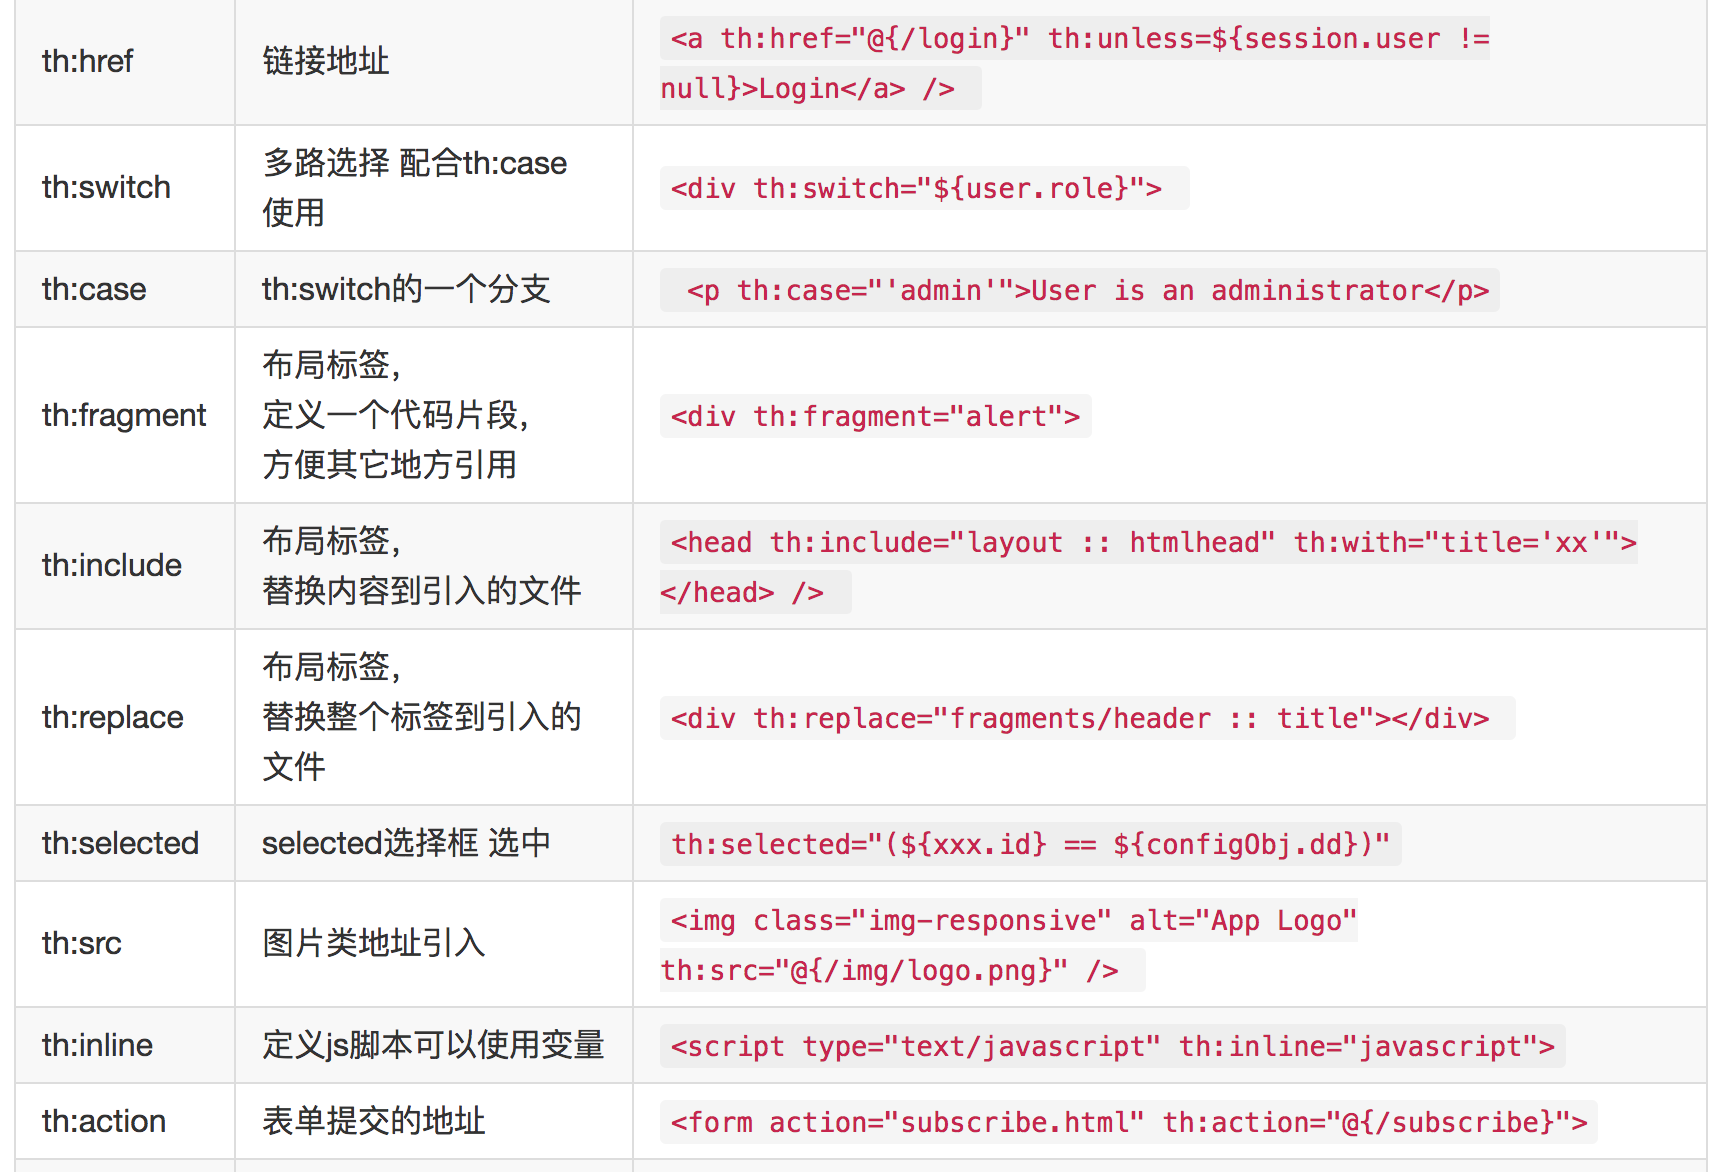 th:href
链接地址
<a th:href="@{/login}" th:unless=${session.user !=
null}>Login</a> />
th:switch
多路选择 配合th:case
使用
<div th:switch="${user.role}">
th:case
th:switch的一个分支
<p th:case="'admin'">User is an administrator</p>
th:fragment
布局标签，
定义一个代码片段，
方便其它地方引用
<div th:fragment="alert">
th:include
布局标签，
替换内容到引入的文件
<head th:include="layout :: htmlhead" th:with="title='xx'">
</head> />
th:replace
布局标签，
替换整个标签到引入的
文件
<div th:replace="fragments/header :: title"></div>
th:selected
selected选择框 选中
th:selected="(${xxx.id} == ${configObj.dd})"
th:src
图片类地址引入
<img class="img-responsive" alt="App Logo"
th:src="@{/img/logo.png}" />
th:inline
定义js脚本可以使用变量
<script type="text/javascript" th:inline="javascript">
th:action
表单提交的地址
<form action="subscribe.html" th:action="@{/subscribe}">